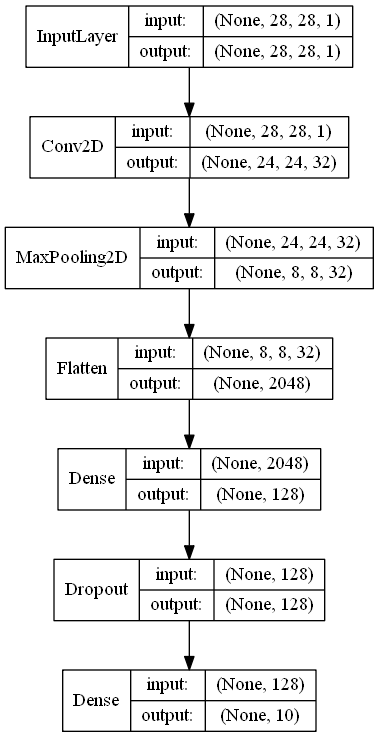 InputLayer
input: (None, 28, 28, 1)
output: (None, 28, 28, 1)
Conv2D
input: (None, 28, 28, 1)
output: (None, 24, 24, 32)
MaxPooling2D
input: (None, 24, 24, 32)
output: (None, 8, 8, 32)
Flatten
input: (None, 8, 8, 32)
output: (None, 2048)
Dense
input: (None, 2048)
output: (None, 128)
Dropout
input: (None, 128)
output: (None, 128)
Dense
input: (None, 128)
output: (None, 10)